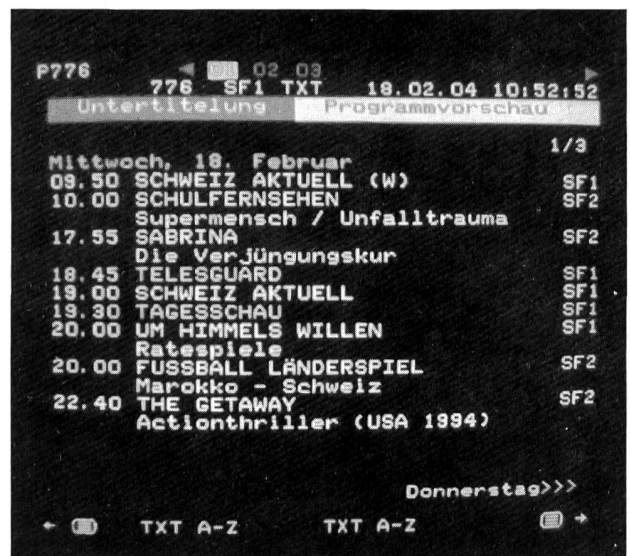 P776 01 02 03
776 SF1 TXT 18.02.04 10:52:52
Untertitelung Programmvorschau
1/3
Mittwoch, 18. Februar
09.50 SCHWEIZ AKTUELL (W) SF1
10.00 SCHULFERNSEHEN SF2
Supermensch / Unfalltrauma
17.55 SABRINA SF2
Die Verjüngungskur
18.45 TELESGUARD SF1
19.00 SCHWEIZ AKTUELL SF1
19.30 TAGESSCHAU SF1
20.00 UM HIMMELS WILLEN SF1
Ratespiele
20.00 FUSSBALL LÄNDERSPIEL SF2
Marokko - Schweiz
22.40 THE GETAWAY SF2
Actionthriller (USA 1994)
Donnerstag>>>
TXT A-Z TXT A-Z